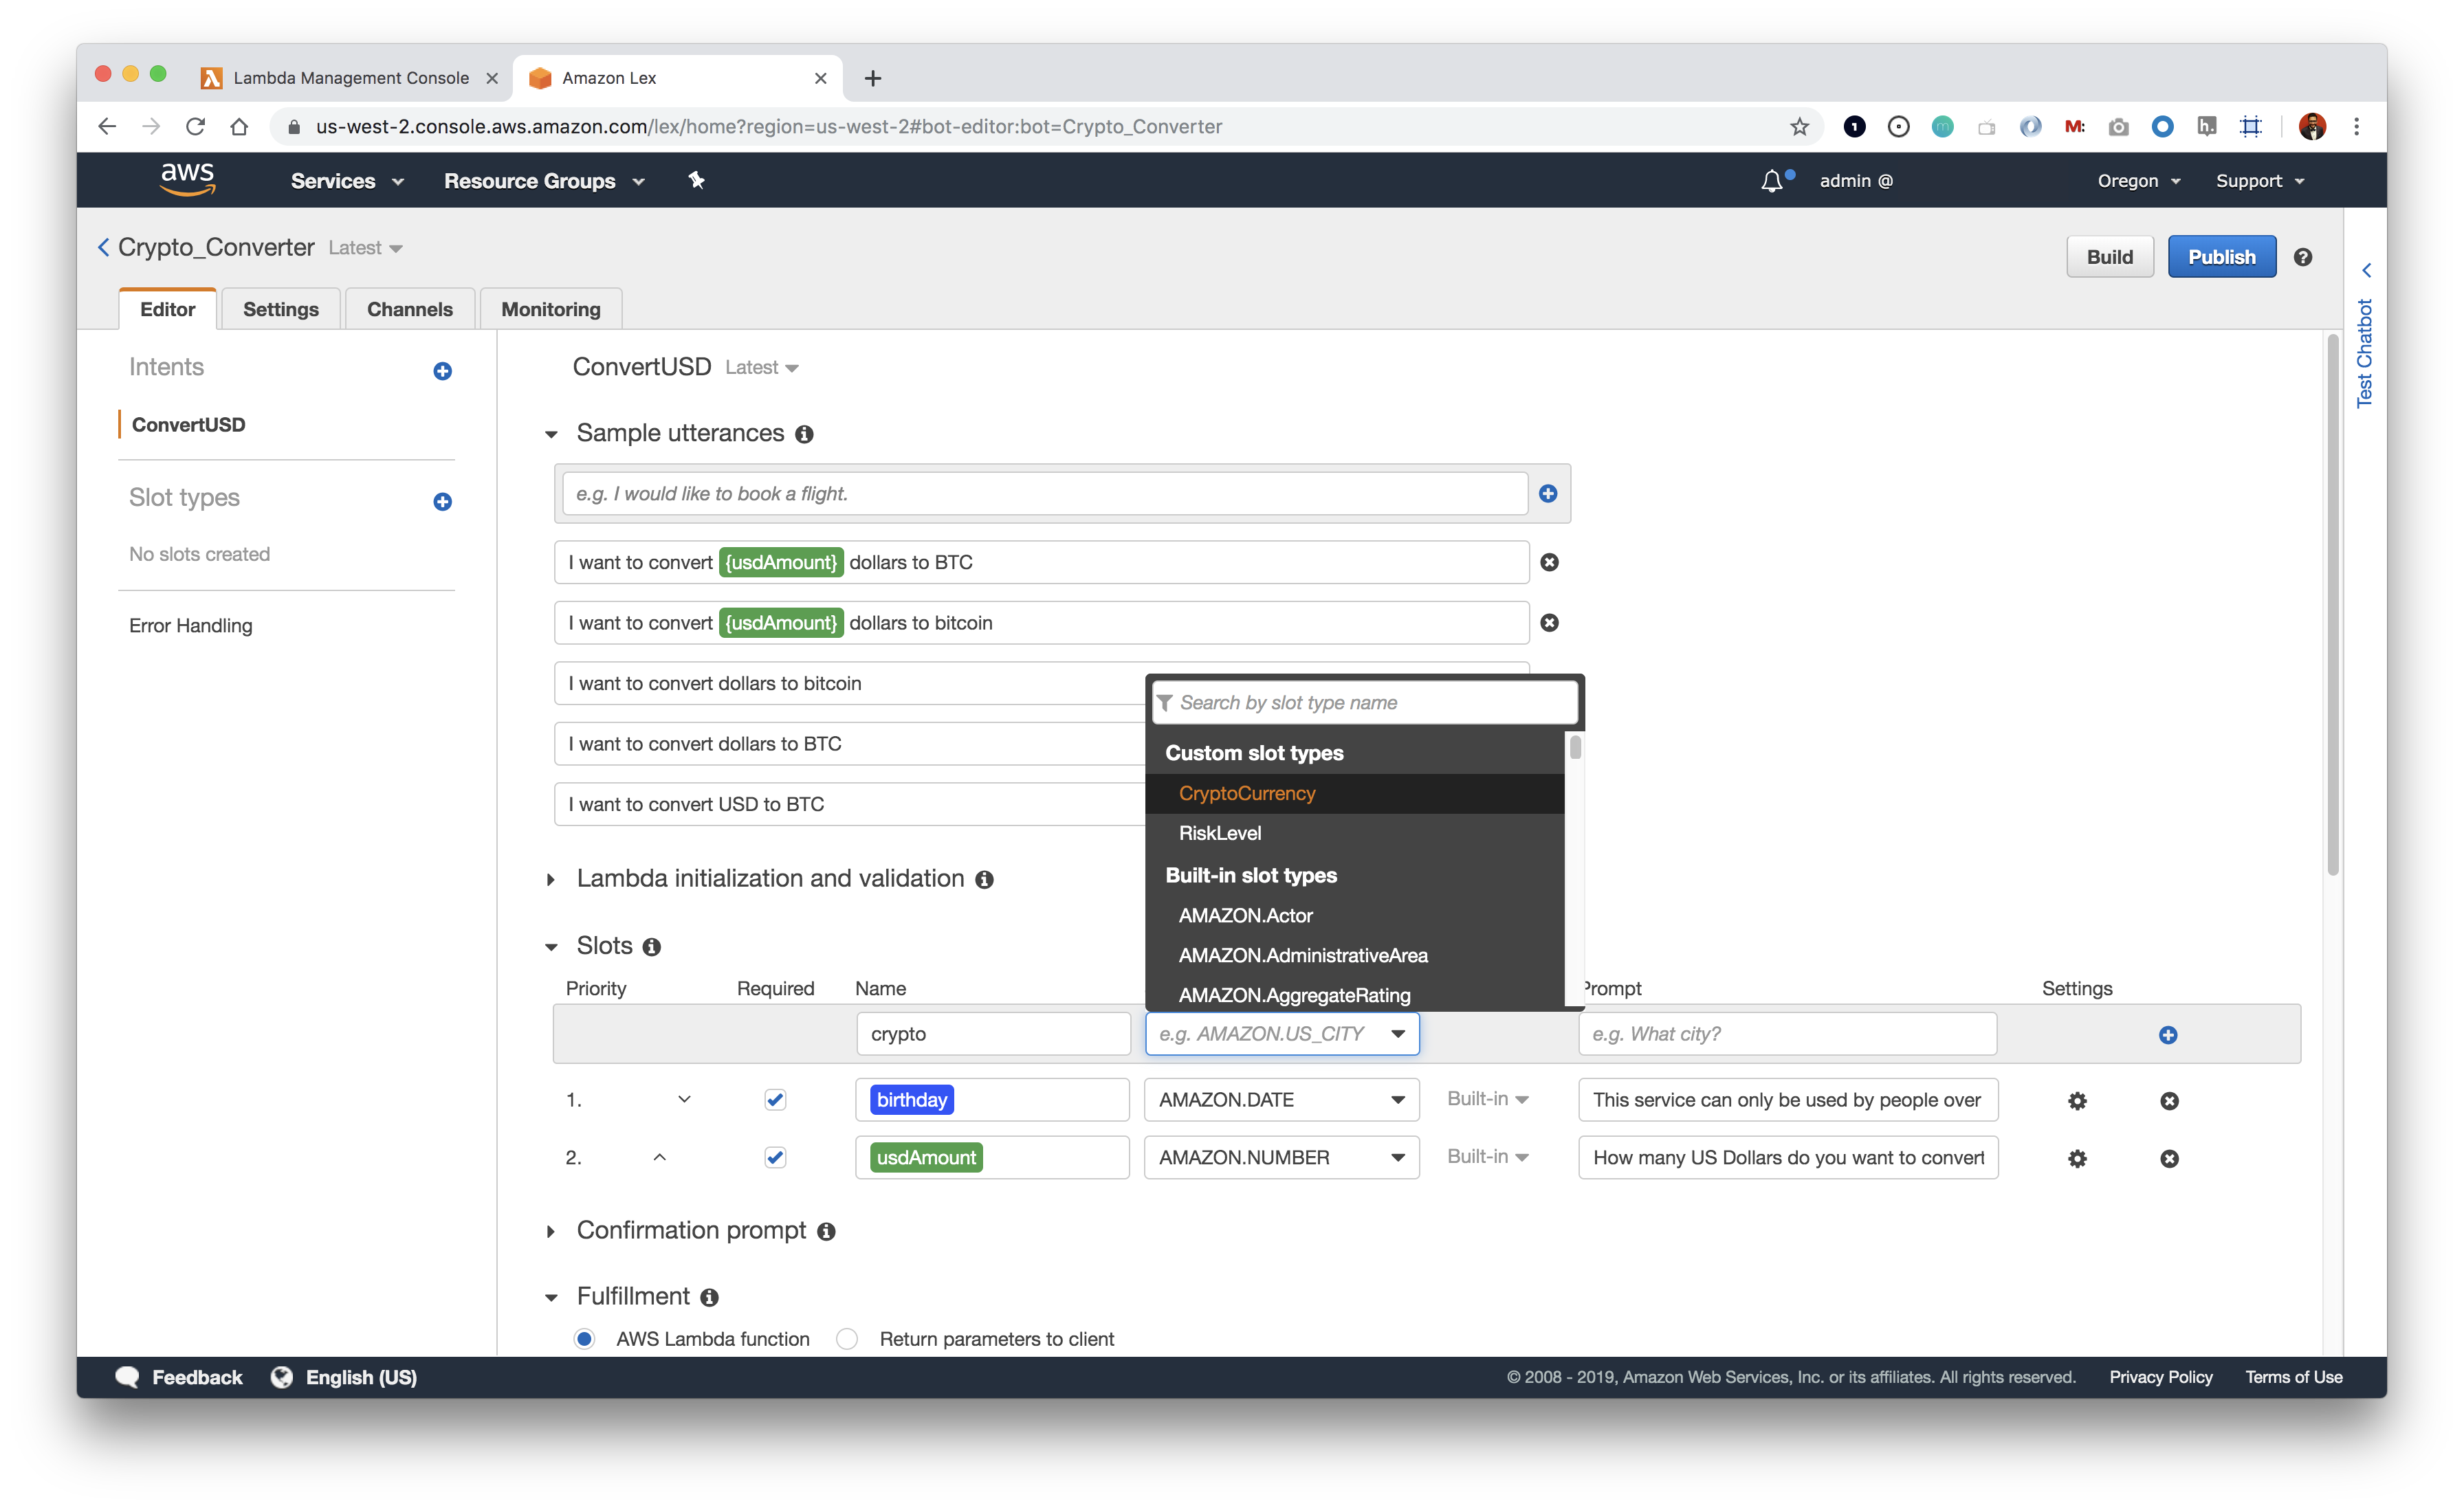 Lambda Management Console
Amazon Lex
us-west-2.console.aws.amazon.com/lex/home?region=us-west-2#bot-editor:bot=Crypto_Converter
1
m
M:
h.
aws
Services
Resource Groups
admin @
Oregon
Support
Crypto_Converter Latest
Build
Publish
Editor
Settings
Channels
Monitoring
Test Chatbot
Intents
ConvertUSD
Slot types
No slots created
Error Handling
ConvertUSD Latest
Sample utterances
e.g. I would like to book a flight.
I want to convert {usdAmount} dollars to BTC
I want to convert {usdAmount} dollars to bitcoin
I want to convert dollars to bitcoin
I want to convert dollars to BTC
I want to convert USD to BTC
Search by slot type name
Custom slot types
CryptoCurrency
RiskLevel
Built-in slot types
AMAZON.Actor
AMAZON.AdministrativeArea
AMAZON.AggregateRating
Lambda initialization and validation
Slots
Priority Required Name Prompt Settings
crypto e.g. AMAZON.US_CITY e.g. What city?
1. birthday AMAZON.DATE Built-in This service can only be used by people over
2. usdAmount AMAZON.NUMBER Built-in How many US Dollars do you want to convert
Confirmation prompt
Fulfillment
AWS Lambda function Return parameters to client
Feedback
English (US)
© 2008 - 2019, Amazon Web Services, Inc. or its affiliates. All rights reserved.
Privacy Policy
Terms of Use